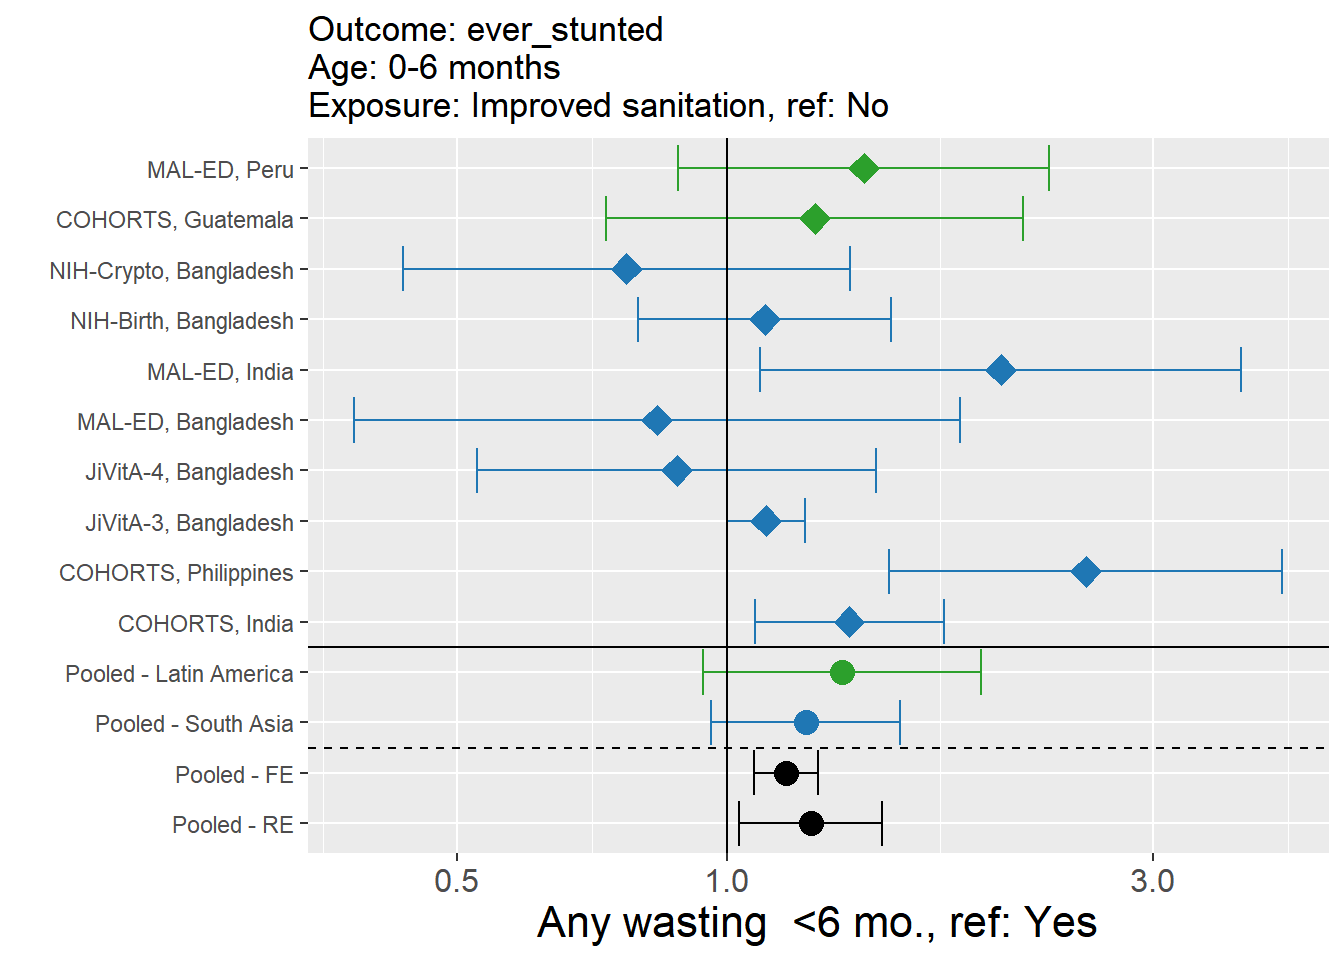 Outcome: ever_stunted
Age: 0-6 months
Exposure: Improved sanitation, ref: No
MAL-ED, Peru
COHORTS, Guatemala
NIH-Crypto, Bangladesh
NIH-Birth, Bangladesh
MAL-ED, India
MAL-ED, Bangladesh
JiVitA-4, Bangladesh
JiVitA-3, Bangladesh
COHORTS, Philippines
COHORTS, India
Pooled - Latin America
Pooled - South Asia
Pooled - FE
Pooled - RE
0.5 1.0 3.0
Any wasting  <6 mo., ref: Yes